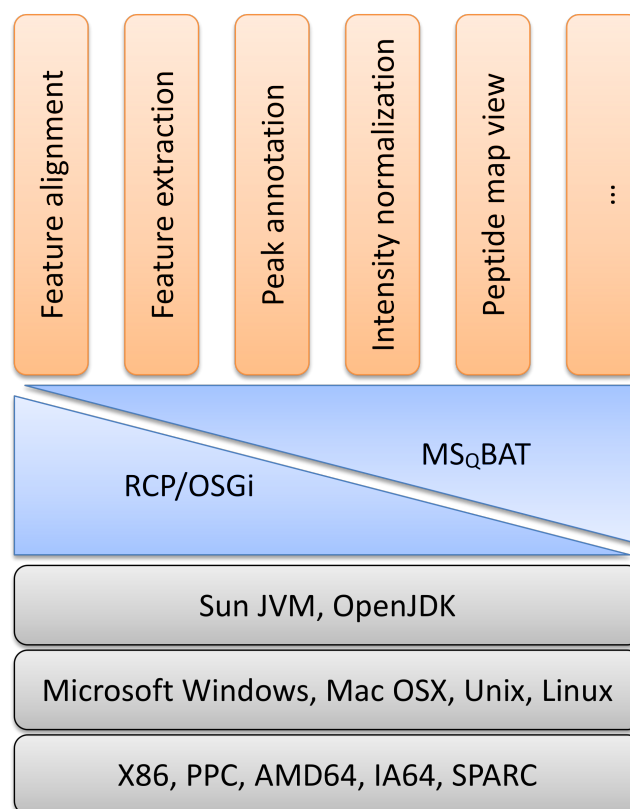 Feature alignment
Feature extraction
Peak annotation
Intensity normalization
Peptide map view
...
MSQBAT
RCP/OSGi
Sun JVM, OpenJDK
Microsoft Windows, Mac OSX, Unix, Linux
X86, PPC, AMD64, IA64, SPARC